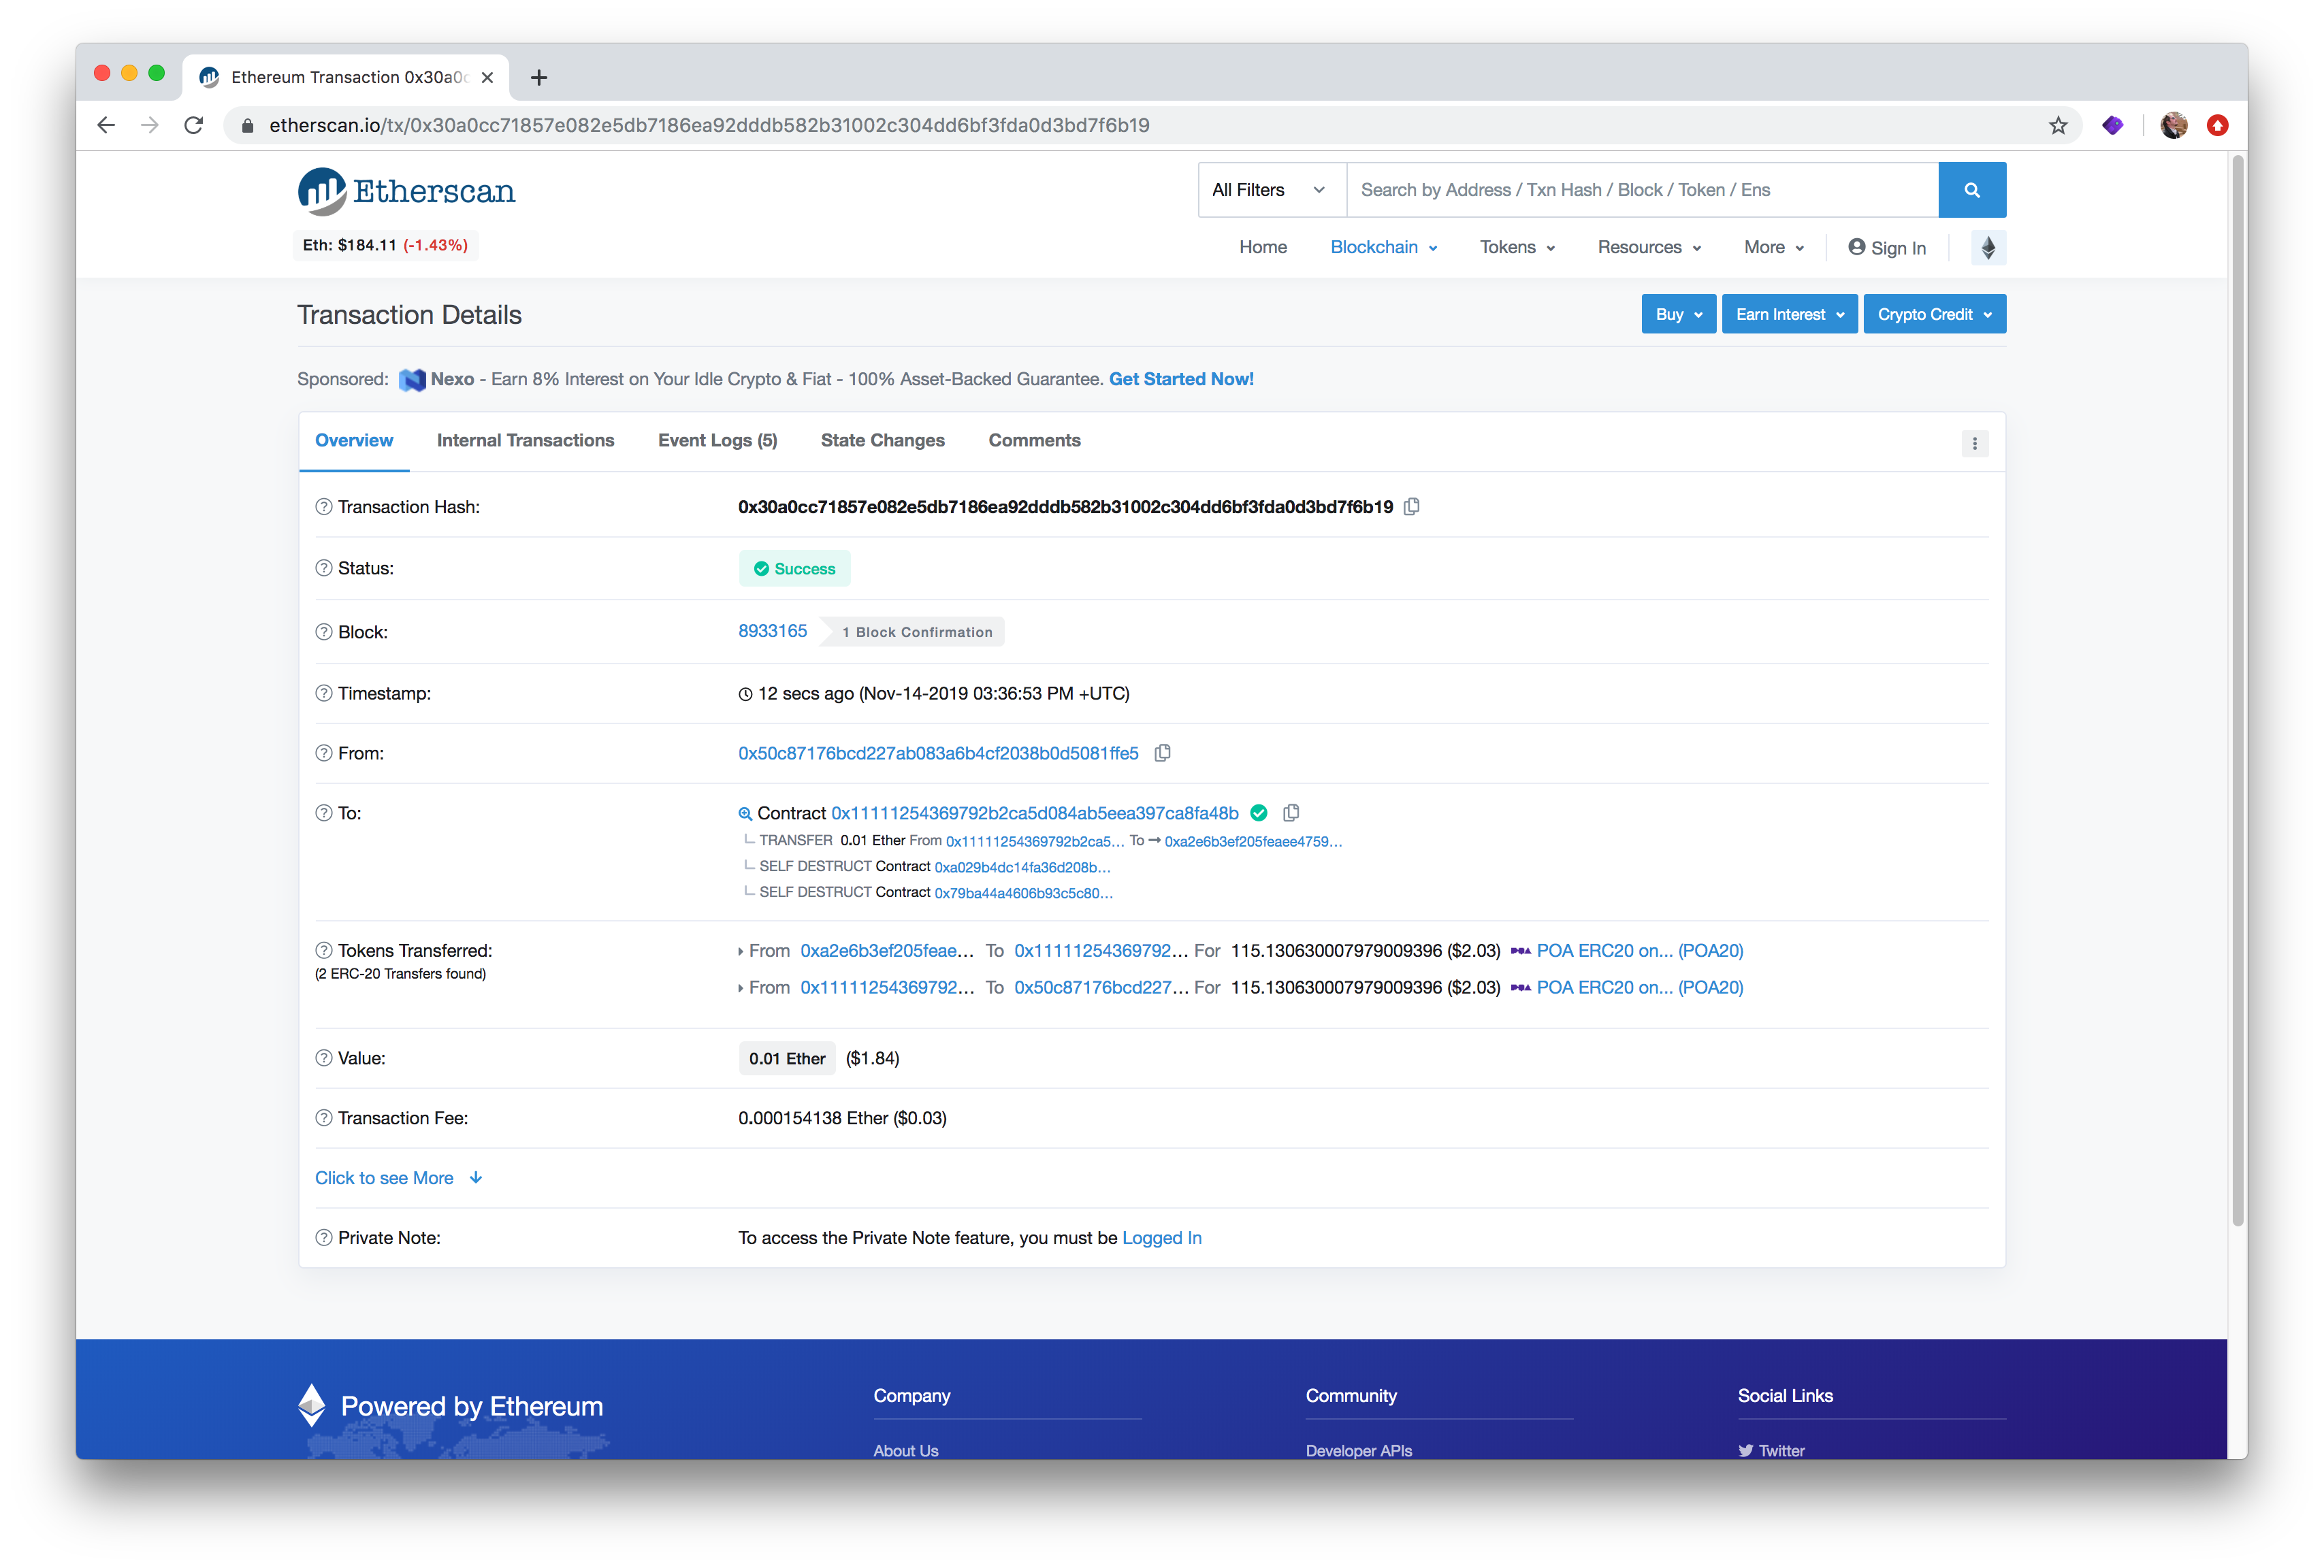 Ethereum Transaction 0x30a0c
etherscan.io/tx/0x30a0cc71857e082e5db7186ea92dddb582b31002c304dd6bf3fda0d3bd7f6b19
Etherscan
All Filters
Search by Address / Txn Hash / Block / Token / Ens
Eth: $184.11 (-1.43%)
Home Blockchain Tokens Resources More Sign In
Transaction Details
Buy Earn Interest Crypto Credit
Sponsored: Nexo - Earn 8% Interest on Your Idle Crypto & Fiat - 100% Asset-Backed Guarantee. Get Started Now!
Overview Internal Transactions Event Logs (5) State Changes Comments
Transaction Hash: 0x30a0cc71857e082e5db7186ea92dddb582b31002c304dd6bf3fda0d3bd7f6b19
Status: Success
Block: 8933165 1 Block Confirmation
Timestamp: 12 secs ago (Nov-14-2019 03:36:53 PM +UTC)
From: 0x50c87176bcd227ab083a6b4cf2038b0d5081ffe5
To: Contract 0x11111254369792b2ca5d084ab5eea397ca8fa48b
TRANSFER 0.01 Ether From 0x11111254369792b2ca5... To → 0xa2e6b3ef205feaee4759...
SELF DESTRUCT Contract 0xa029b4dc14fa36d208b...
SELF DESTRUCT Contract 0x79ba44a4606b93c5c80...
Tokens Transferred: From 0xa2e6b3ef205feae... To 0x11111254369792... For 115.130630007979009396 ($2.03) POA ERC20 on... (POA20)
(2 ERC-20 Transfers found)
From 0x11111254369792... To 0x50c87176bcd227... For 115.130630007979009396 ($2.03) POA ERC20 on... (POA20)
Value: 0.01 Ether ($1.84)
Transaction Fee: 0.000154138 Ether ($0.03)
Click to see More
Private Note: To access the Private Note feature, you must be Logged In
Powered by Ethereum
Company Community Social Links
About Us Developer APIs Twitter